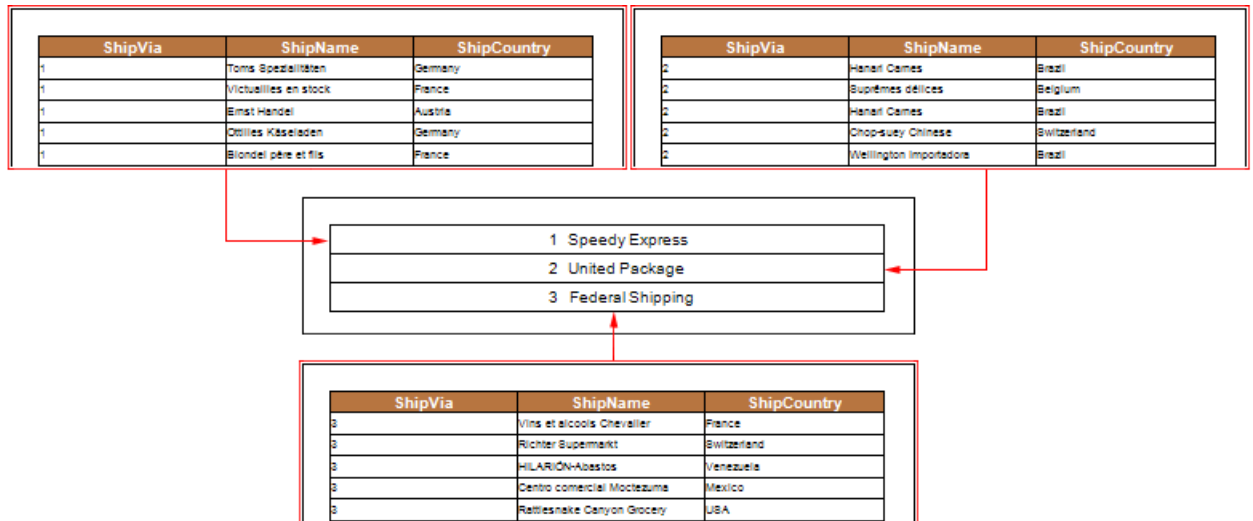 ShipVia ShipName ShipCountry
1 Toms Spezialitäten Germany
1 Victuailles en stock France
1 Ernst Handel Austria
1 Ottilies Käseladen Germany
1 Blondel père et fils France
ShipVia ShipName ShipCountry
2 Hanari Carnes Brazil
2 Suprêmes délices Belgium
2 Hanari Carnes Brazil
2 Chop-suey Chinese Switzerland
2 Wellington Importadora Brazil
1 Speedy Express
2 United Package
3 Federal Shipping
ShipVia ShipName ShipCountry
3 Vins et alcools Chevalier France
3 Richter Supermarkt Switzerland
3 HILARIÓN-Abastos Venezuela
3 Centro comercial Moctezuma Mexico
3 Rattlesnake Canyon Grocery USA